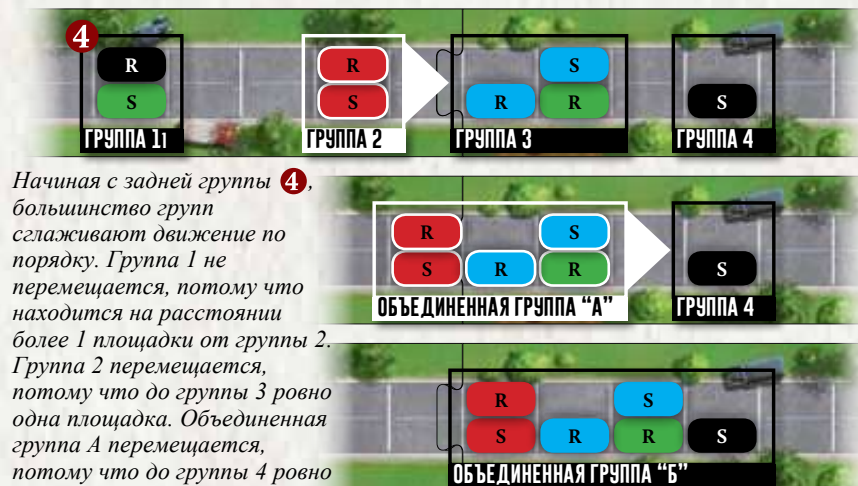 4
R
S
ГРУППА 11
R
S
ГРУППА 2
S
R R
ГРУППА 3
S
ГРУППА 4
Начиная с задней группы 4,
большинство групп
сглаживают движение по
порядку. Группа 1 не
перемещается, потому что
находится на расстоянии
более 1 площадки от группы 2.
Группа 2 перемещается,
потому что до группы 3 ровно
одна площадка. Объединенная
группа А перемещается,
потому что до группы 4 ровно
R S
S R R
ОБЪЕДИНЕННАЯ ГРУППА “А”
S
ГРУППА 4
R S
S R R S
ОБЪЕДИНЕННАЯ ГРУППА “Б”